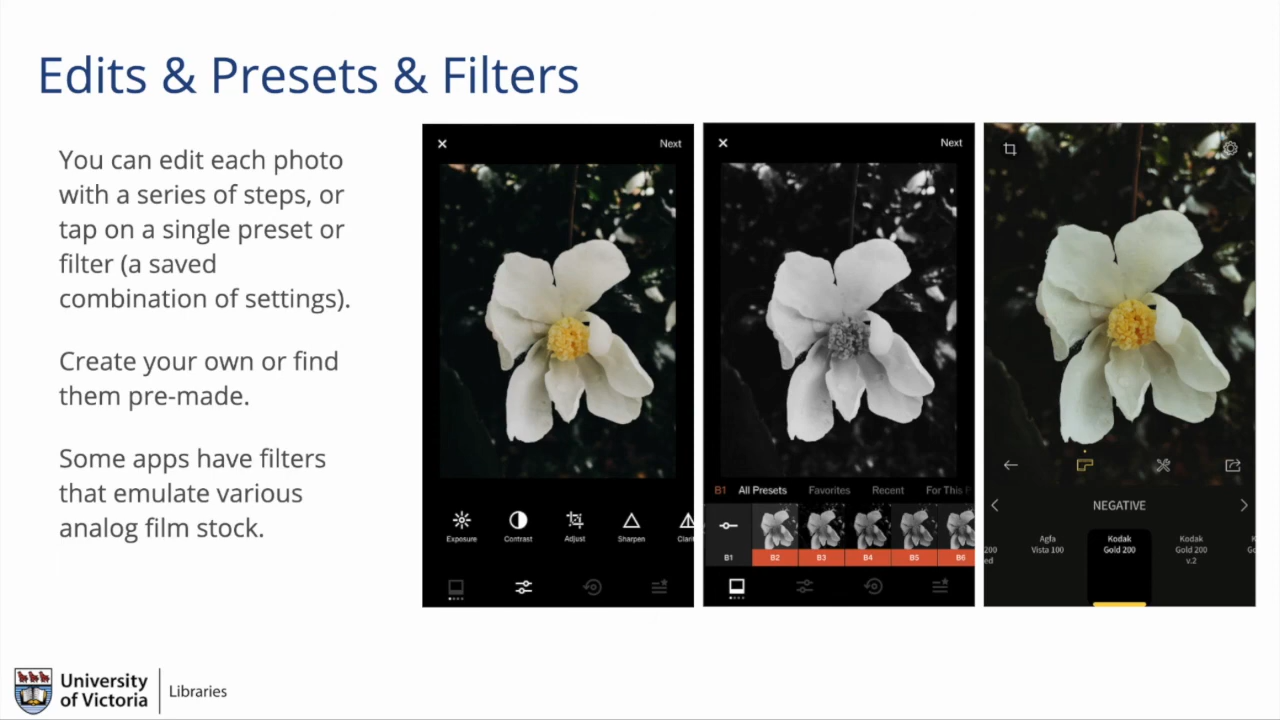 Edits & Presets & Filters
You can edit each photo
with a series of steps, or
tap on a single preset or
filter (a saved
combination of settings).
Create your own or find
them pre-made.
Some apps have filters
that emulate various
analog film stock.
Next
Exposure Contrast Adjust Sharpen Clari
Next
B1 All Presets Favorites Recent For This
B1 B2 B3 B4 B5 B6
NEGATIVE
200 Agfa Kodak Kodak
Vista 100 Gold 200 Gold 200
v.2
University
of Victoria
Libraries